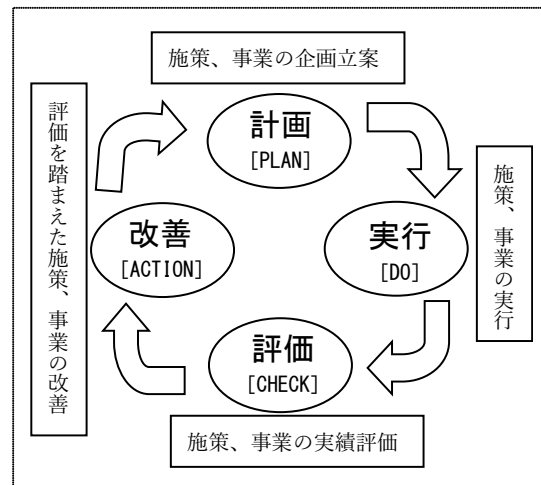 施策、事業の企画立案
計画
[PLAN]
施策、事業の実行
実行
[DO]
評価
[CHECK]
施策、事業の実績評価
改善
[ACTION]
評価を踏まえた施策、事業の改善